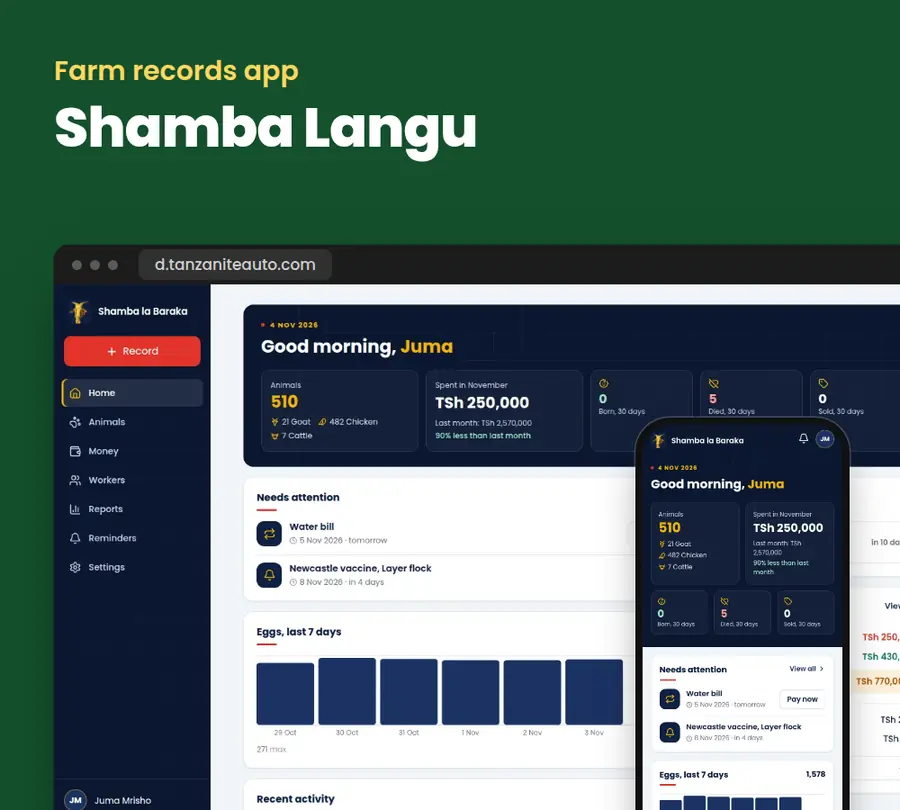 Farm records app
Shamba Langu
d.tanzaniteauto.com
Shamba la Baraka
+ Record
Home
Animals
Money
Workers
Reports
Reminders
Settings
JM Juma Mrisho
4 NOV 2026
Good morning, Juma
Animals
510
21 Goat 482 Chicken
7 Cattle
Spent in November
TSh 250,000
Last month: TSh 2,570,000
90% less than last month
0
Born, 30 days
5
Died, 30 days
0
Sold, 30 days
Needs attention
Water bill
5 Nov 2026 · tomorrow
Newcastle vaccine, Layer flock
8 Nov 2026 · in 4 days
Eggs, last 7 days
29 Oct 30 Oct 31 Oct 1 Nov 2 Nov 3 Nov
271 max
Recent activity
Shamba la Baraka
JM
4 NOV 2026
Good morning, Juma
Animals
510
21 Goat
482 Chicken
7 Cattle
Spent in November
TSh 250,000
Last month: TSh
2,570,000
90% less than last
month
0
Born, 30 days
5
Died, 30 days
0
Sold, 30 days
Needs attention
View all
Water bill
5 Nov 2026 · tomorrow
Pay now
Newcastle vaccine, Layer flock
8 Nov 2026 · in 4 days
Eggs, last 7 days
1,578
in 10
TSh 250,
TSh 430,
TSh
TSh